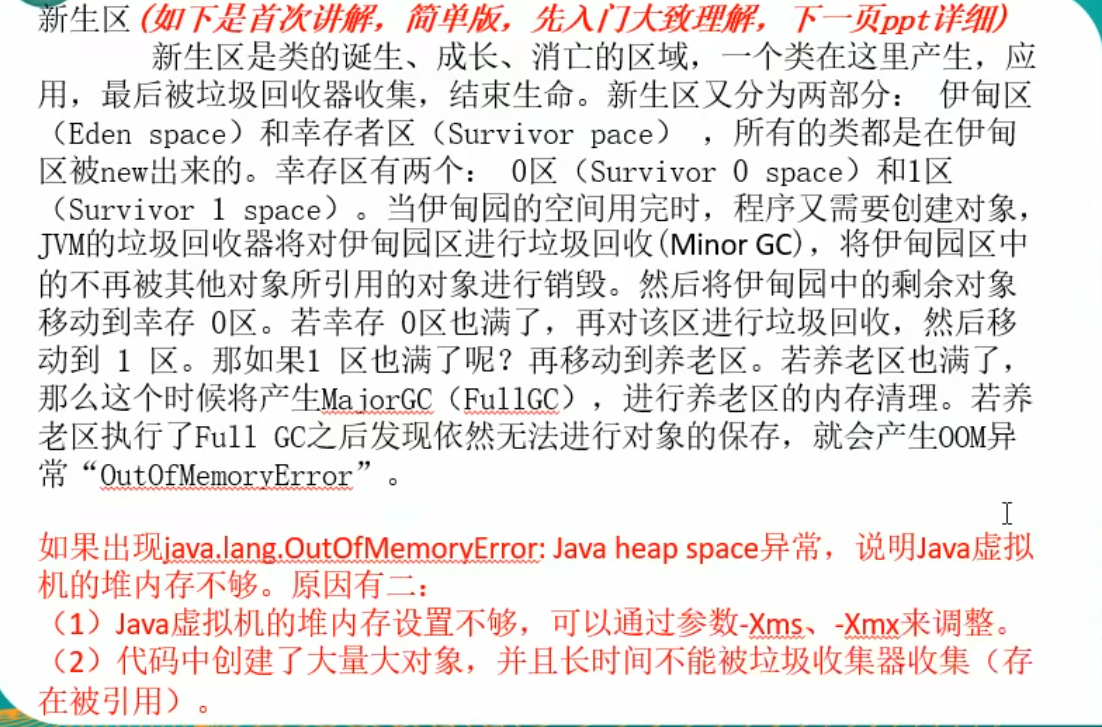 新生区(如下是首次讲解，简单版，先入门大致理解，下一页ppt详细)
新生区是类的诞生、成长、消亡的区域，一个类在这里产生，应
用，最后被垃圾回收器收集，结束生命。新生区又分为两部分： 伊甸区
（Eden space）和幸存者区（Survivor pace） ，所有的类都是在伊甸
区被new出来的。幸存区有两个： 0区（Survivor 0 space）和1区
（Survivor 1 space）。当伊甸园的空间用完时，程序又需要创建对象，
JVM的垃圾回收器将对伊甸园区进行垃圾回收(Minor GC)，将伊甸园区中
的不再被其他对象所引用的对象进行销毁。然后将伊甸园中的剩余对象
移动到幸存 0区。若幸存 0区也满了，再对该区进行垃圾回收，然后移
动到 1 区。那如果1 区也满了呢？再移动到养老区。若养老区也满了，
那么这个时候将产生MajorGC（FullGC），进行养老区的内存清理。若养
老区执行了Full GC之后发现依然无法进行对象的保存，就会产生OOM异
常“OutOfMemoryError”。
如果出现java.lang.OutOfMemoryError: Java heap space异常，说明Java虚拟
机的堆内存不够。原因有二：
（1）Java虚拟机的堆内存设置不够，可以通过参数-Xms、-Xmx来调整。
（2）代码中创建了大量大对象，并且长时间不能被垃圾收集器收集（存
在被引用）。